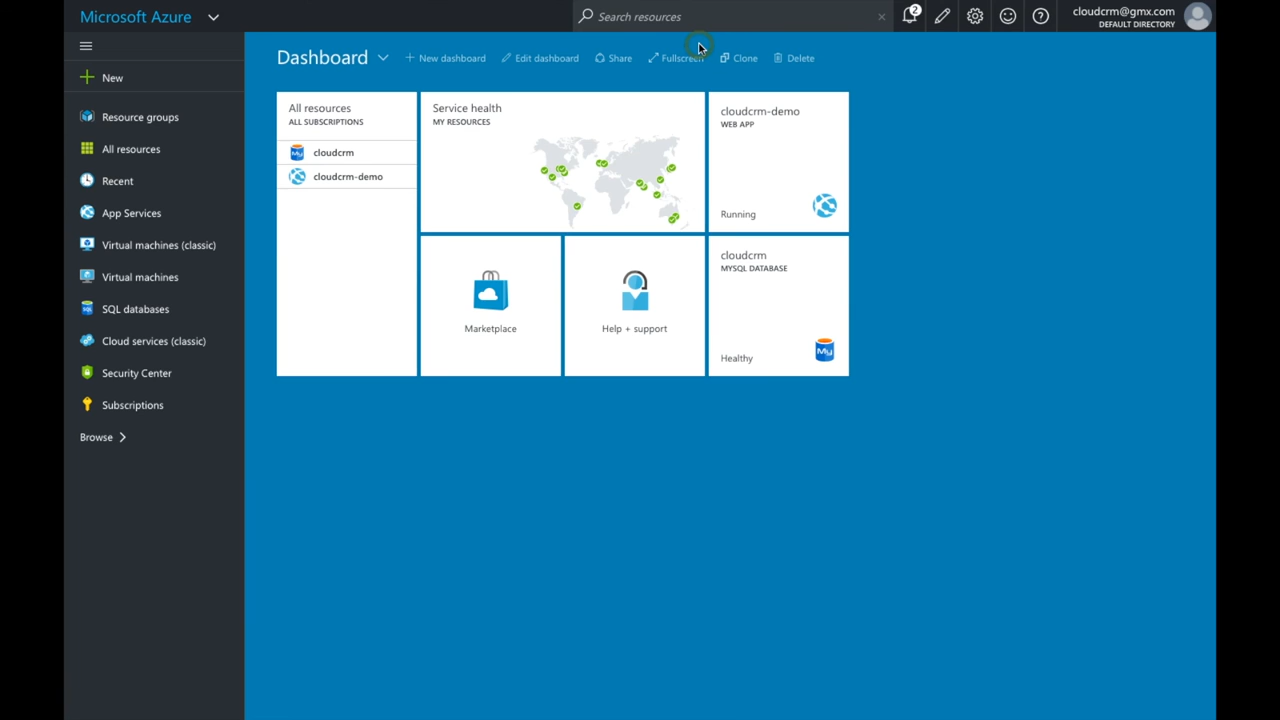 Microsoft Azure
Search resources
2
cloudcrm@gmx.com
DEFAULT DIRECTORY
New
Resource groups
All resources
Recent
App Services
Virtual machines (classic)
Virtual machines
SQL databases
Cloud services (classic)
Security Center
Subscriptions
Browse
Dashboard
New dashboard
Edit dashboard
Share
Fullscreen
Clone
Delete
All resources
ALL SUBSCRIPTIONS
My cloudcrm
cloudcrm-demo
Service health
MY RESOURCES
Marketplace
Help + support
cloudcrm-demo
WEB APP
Running
cloudcrm
MYSQL DATABASE
Healthy
My